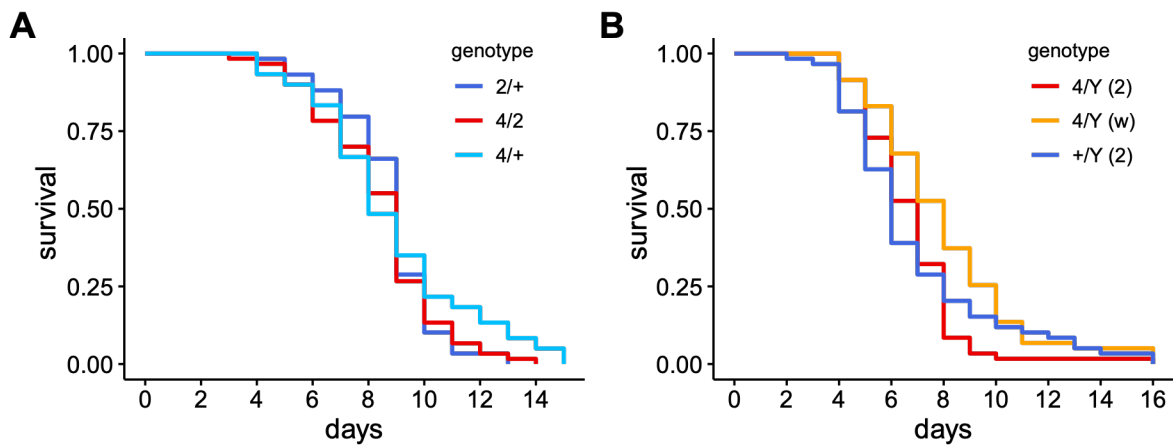 A
survival
1.00
0.75
0.50
0.25
0.00
0 2 4 6 8 10 12 14
days
genotype
2/+
4/2
4/+
B
survival
1.00
0.75
0.50
0.25
0.00
0 2 4 6 8 10 12 14 16
days
genotype
4/Y (2)
4/Y (w)
+/Y (2)